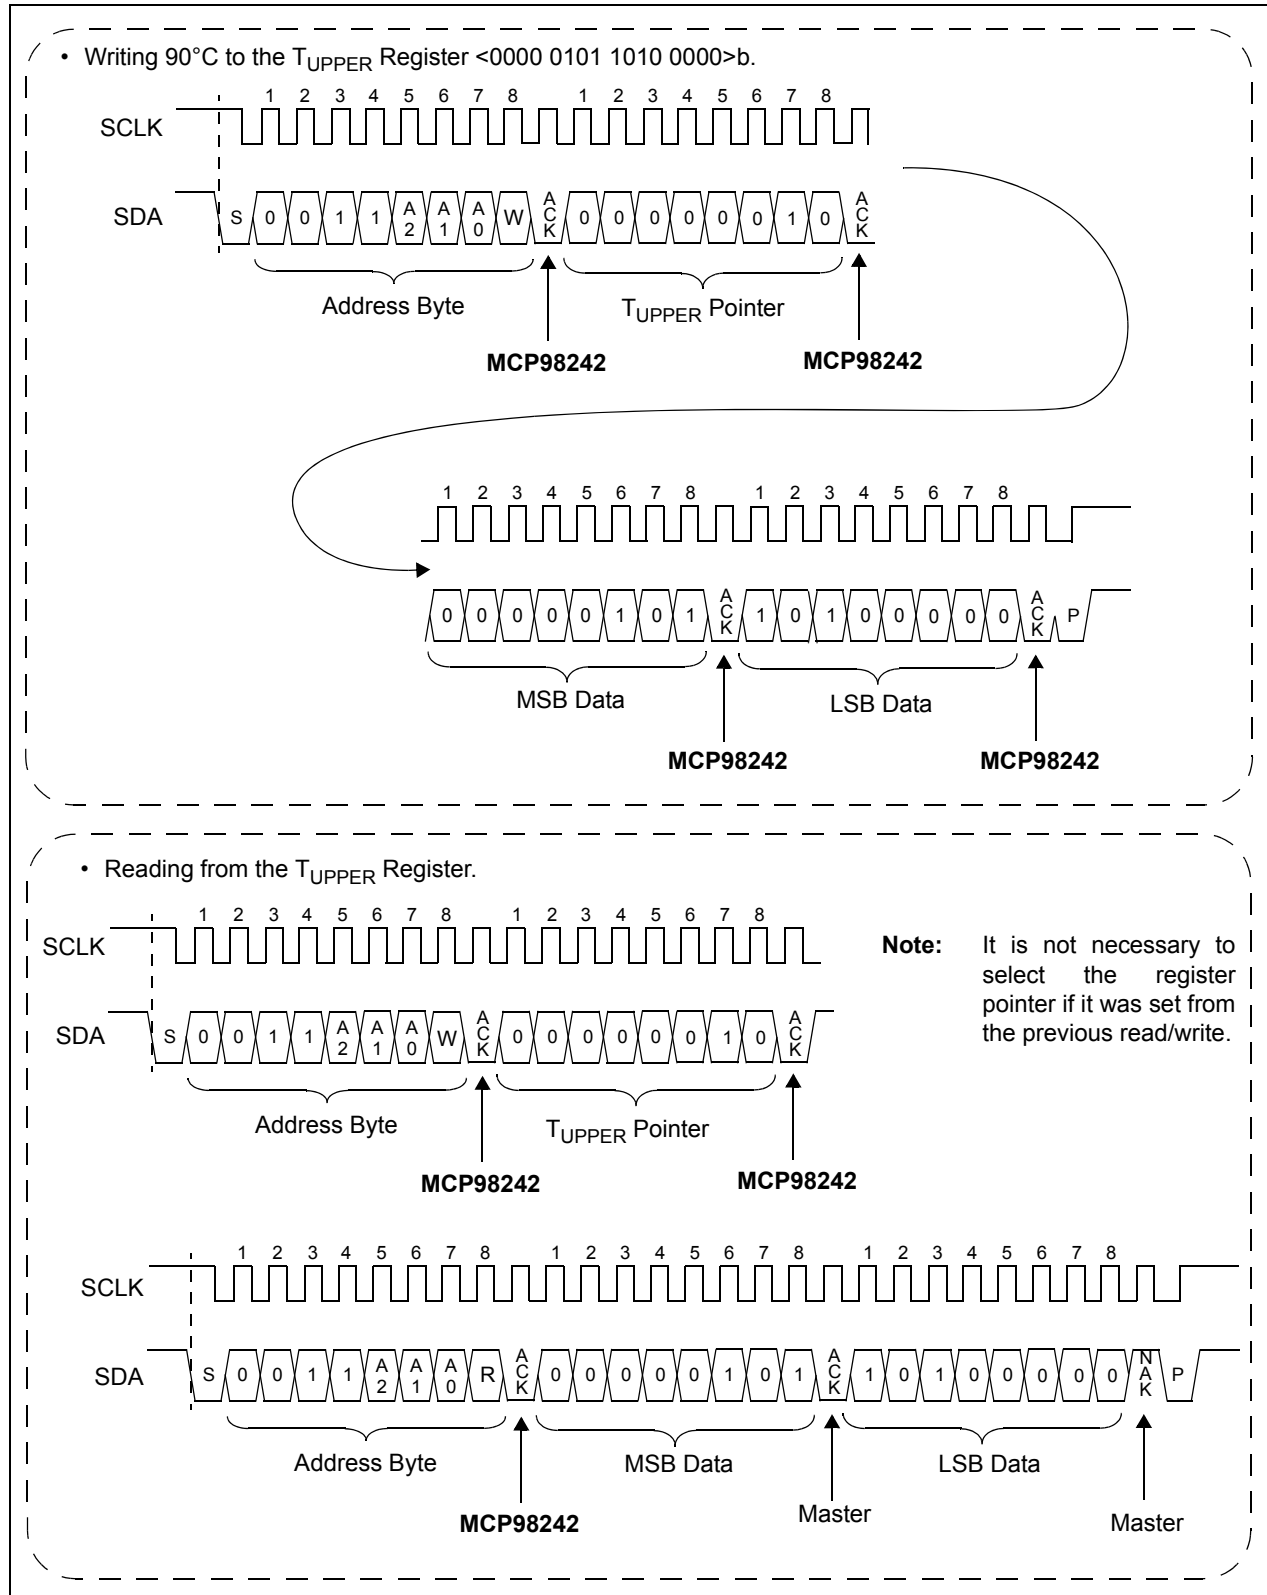 • Writing 90°C to the TUPPER Register <0000 0101 1010 0000>b.
1 2 3 4 5 6 7 8 1 2 3 4 5 6 7 8
SCLK
SDA S 0 0 1 1 A2 A1 A0 W ACK 0 0 0 0 0 0 1 0 ACK
Address Byte TUPPER Pointer
MCP98242 MCP98242
1 2 3 4 5 6 7 8 1 2 3 4 5 6 7 8
0 0 0 0 0 1 0 1 ACK 1 0 1 0 0 0 0 0 ACK P
MSB Data LSB Data
MCP98242 MCP98242
• Reading from the TUPPER Register.
1 2 3 4 5 6 7 8 1 2 3 4 5 6 7 8
SCLK
SDA S 0 0 1 1 A2 A1 A0 W ACK 0 0 0 0 0 0 1 0 ACK
Address Byte TUPPER Pointer
MCP98242 MCP98242
Note: It is not necessary to
select the register
pointer if it was set from
the previous read/write.
1 2 3 4 5 6 7 8 1 2 3 4 5 6 7 8 1 2 3 4 5 6 7 8
SCLK
SDA S 0 0 1 1 A2 A1 A0 R ACK 0 0 0 0 0 1 0 1 ACK 1 0 1 0 0 0 0 0 NAK P
Address Byte MSB Data LSB Data
MCP98242 Master Master